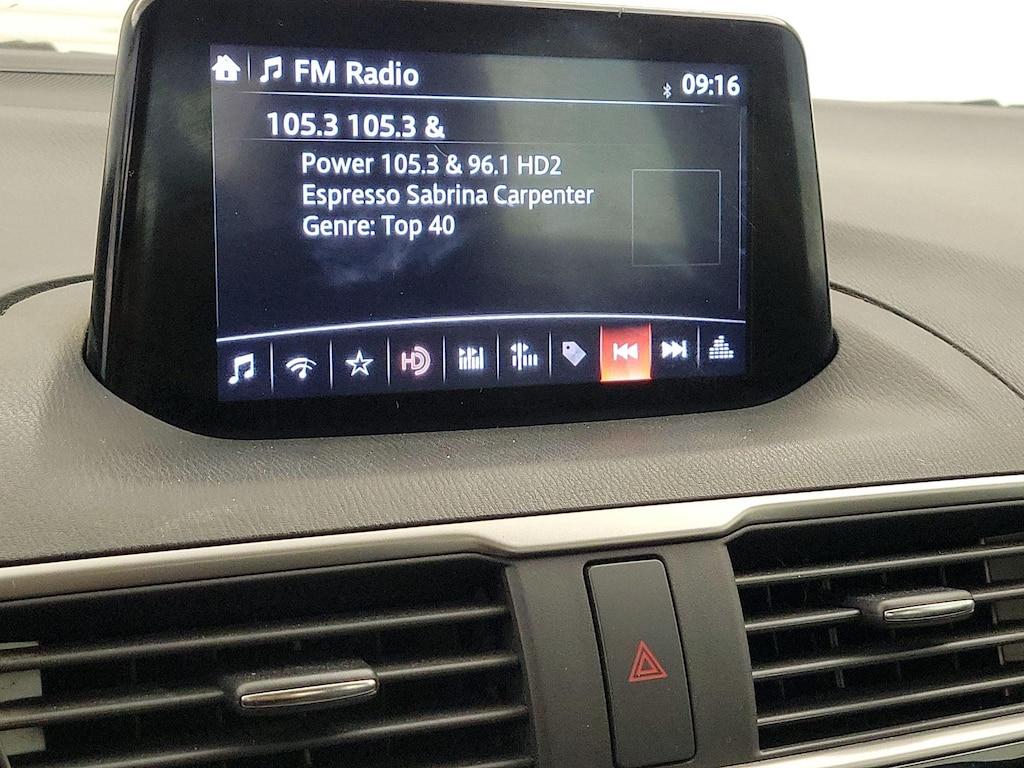 FM Radio
09:16
105.3 105.3 &
Power 105.3 & 96.1 HD2
Espresso Sabrina Carpenter
Genre: Top 40
HD